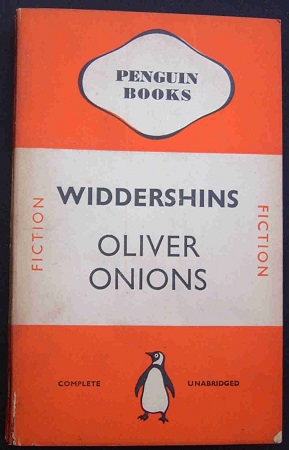 PENGUIN
BOOKS
FICTION
WIDDERSHINS
OLIVER
ONIONS
FICTION
COMPLETE UNABRIDGED